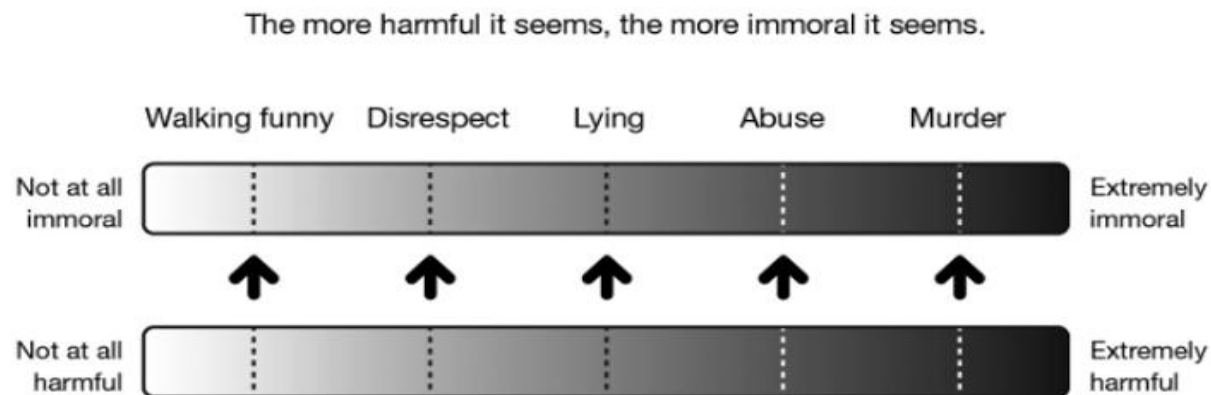 The more harmful it seems, the more immoral it seems.
Walking funny Disrespect Lying Abuse Murder
Not at all
immoral
Extremely
immoral
Not at all
harmful
Extremely
harmful